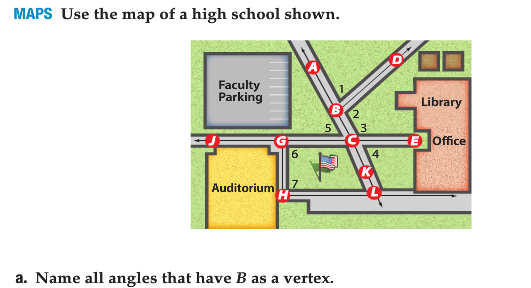 MAPS Use the map of a high school shown.
A
D
Faculty
Parking
1
B
2
Library
5
3
J
G
C
E
Office
6
4
K
Auditorium
7
H
L
a. Name all angles that have B as a vertex.